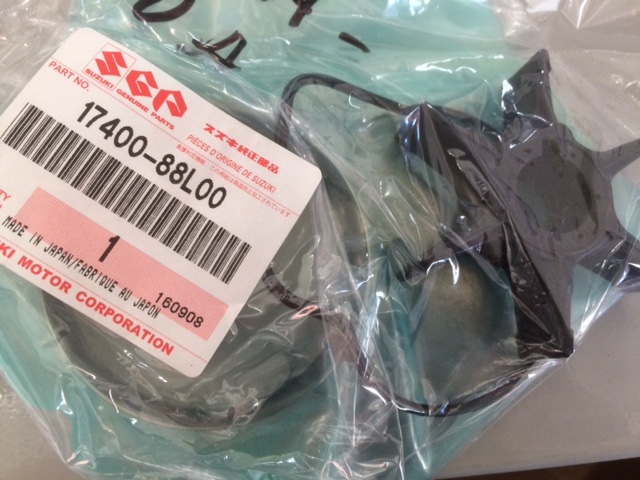 SGP
PART NO.
SUZUKI GENUINE PARTS
スズキ純正部品
PIECES D'ORIGINE DE SUZUKI
17400-88L00
1
MADE IN JAPAN/FABRIQUE AU JAPON
160908
KI MOTOR CORPORATION